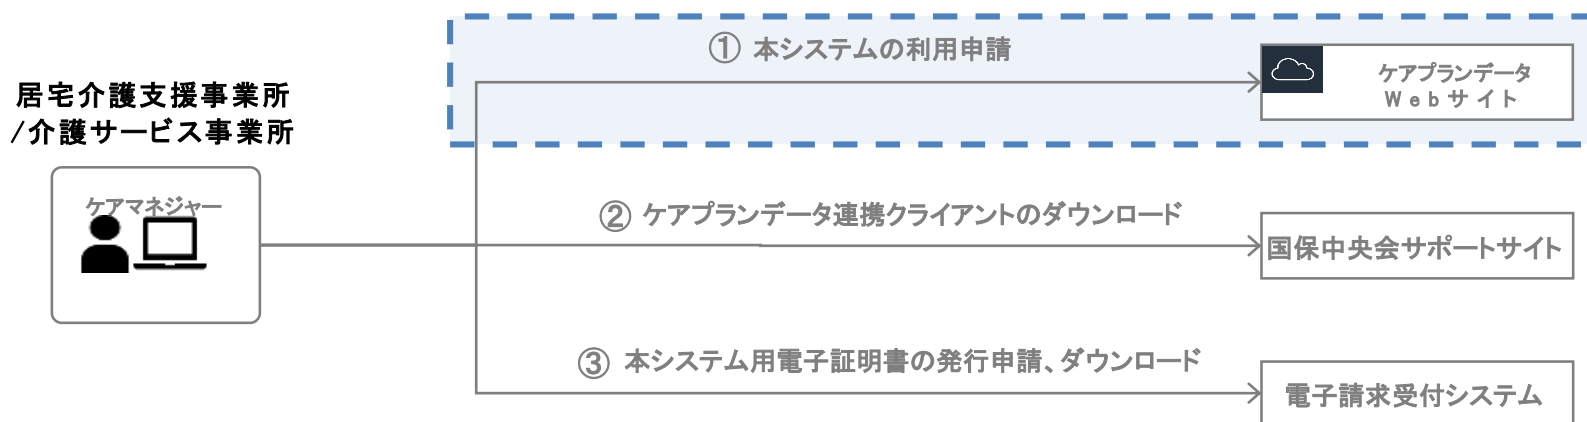 ① 本システムの利用申請
ケアプランデータ
Webサイト
居宅介護支援事業所
/介護サービス事業所
ケアマネジャー
② ケアプランデータ連携クライアントのダウンロード
国保中央会サポートサイト
③ 本システム用電子証明書の発行申請、ダウンロード
電子請求受付システム